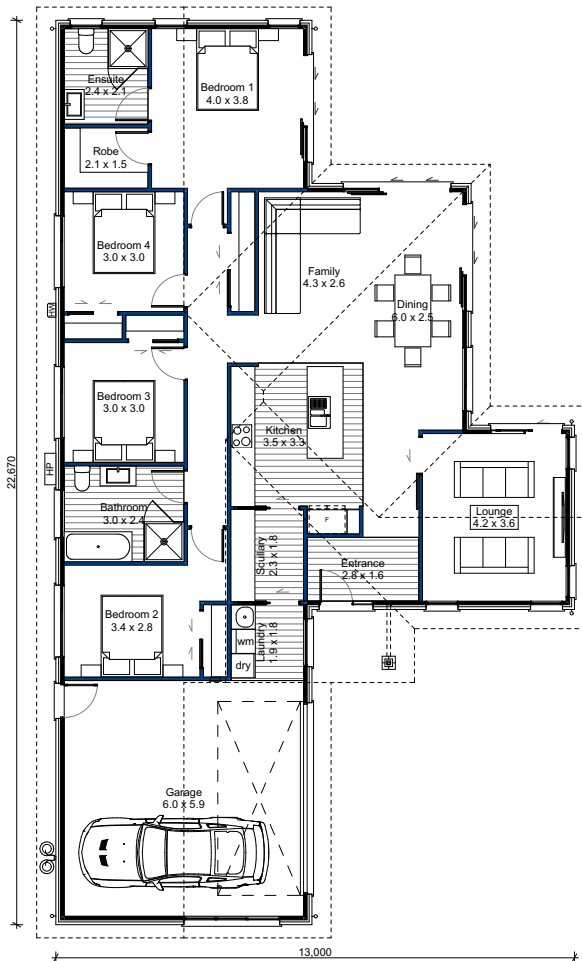 Ensuite
2.4 x 2.1
Bedroom 1
4.0 x 3.8
Robe
2.1 x 1.5
Bedroom 4
3.0 x 3.0
Family
4.3 x 2.6
Dining
6.0 x 2.5
HW
Bedroom 3
3.0 x 3.0
Kitchen
3.5 x 3.3
HP
22,670
Bathroom
3.0 x 2.4
F
Lounge
4.2 x 3.6
Scullary
2.3 x 1.8
Entrance
2.8 x 1.6
Bedroom 2
3.4 x 2.8
Laundry
1.9 x 1.8
wm
dry
Garage
6.0 x 5.9
13,000